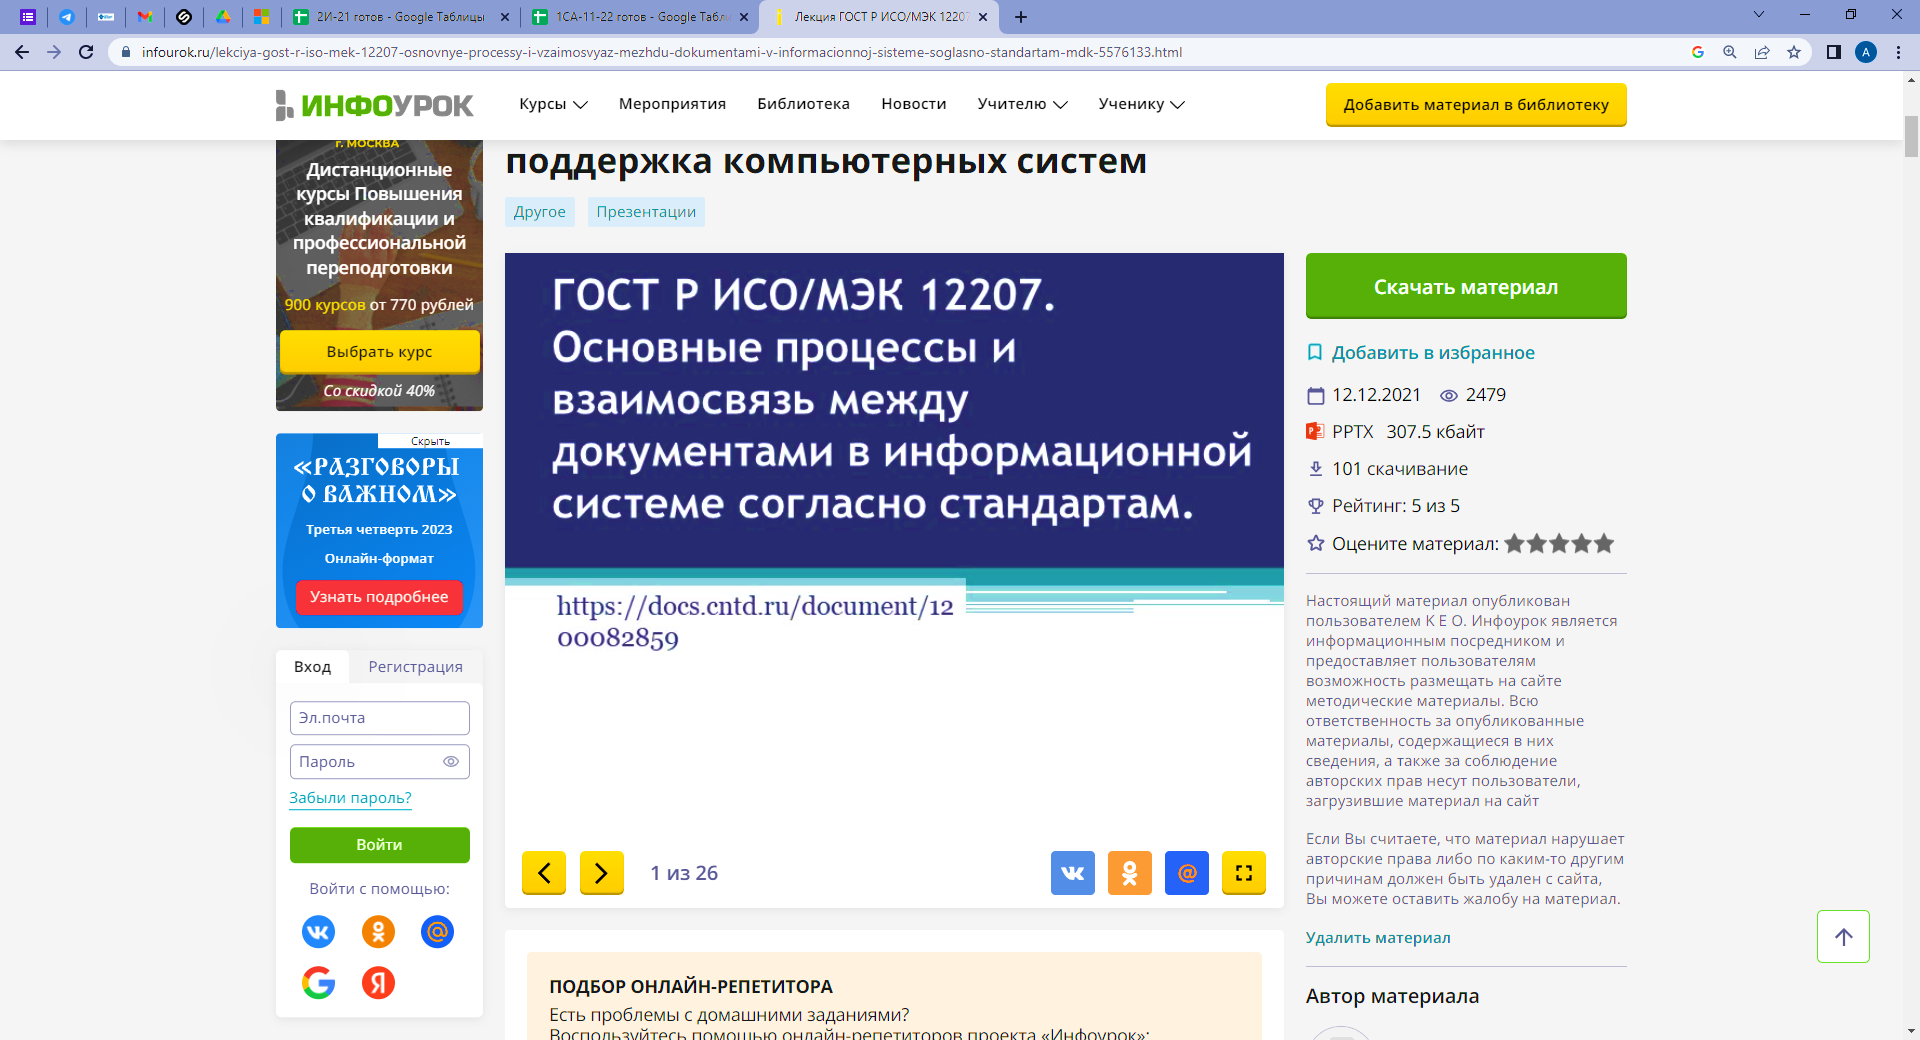 2И-21 готов - Google Таблицы
1СА-11-22 готов - Google Табл
Лекция ГОСТ Р ИСО/МЭК 12207
infourok.ru/lekciya-gost-r-iso-mek-12207-osnovnye-processy-i-vzaimosvyaz-mezhdu-dokumentami-v-informacionnoj-sisteme-soglasno-standartam-mdk-5576133.html
A
ИНФОУРОК
Курсы
Мероприятия
Библиотека
Новости
Учителю
Ученику
Добавить материал в библиотеку
г. МОСКВА
Дистанционные
курсы Повышения
квалификации и
профессиональной
переподготовки
900 курсов от 770 рублей
Выбрать курс
Со скидкой 40%
Скрыть
«РАЗГОВОРЫ
О ВАЖНОМ»
Третья четверть 2023
Онлайн-формат
Узнать подробнее
Вход
Регистрация
Эл.почта
Пароль
Забыли пароль?
Войти
Войти с помощью:
поддержка компьютерных систем
Другое
Презентации
ГОСТ Р ИСО/МЭК 12207.
Основные процессы и
взаимосвязь между
документами в информационной
системе согласно стандартам.
https://docs.cntd.ru/document/12
00082859
1 из 26
ПОДБОР ОНЛАЙН-РЕПЕТИТОРА
Есть проблемы с домашними заданиями?
Воспользуйтесь помощью онлайн-репетиторов проекта «Инфоурок»:
Скачать материал
Добавить в избранное
12.12.2021 2479
PPTX 307.5 кбайт
101 скачивание
Рейтинг: 5 из 5
Оцените материал:
Настоящий материал опубликован
пользователем К Е О. Инфоурок является
информационным посредником и
предоставляет пользователям
возможность размещать на сайте
методические материалы. Всю
ответственность за опубликованные
материалы, содержащиеся в них
сведения, а также за соблюдение
авторских прав несут пользователи,
загрузившие материал на сайт
Если Вы считаете, что материал нарушает
авторские права либо по каким-то другим
причинам должен быть удален с сайта,
Вы можете оставить жалобу на материал.
Удалить материал
Автор материала